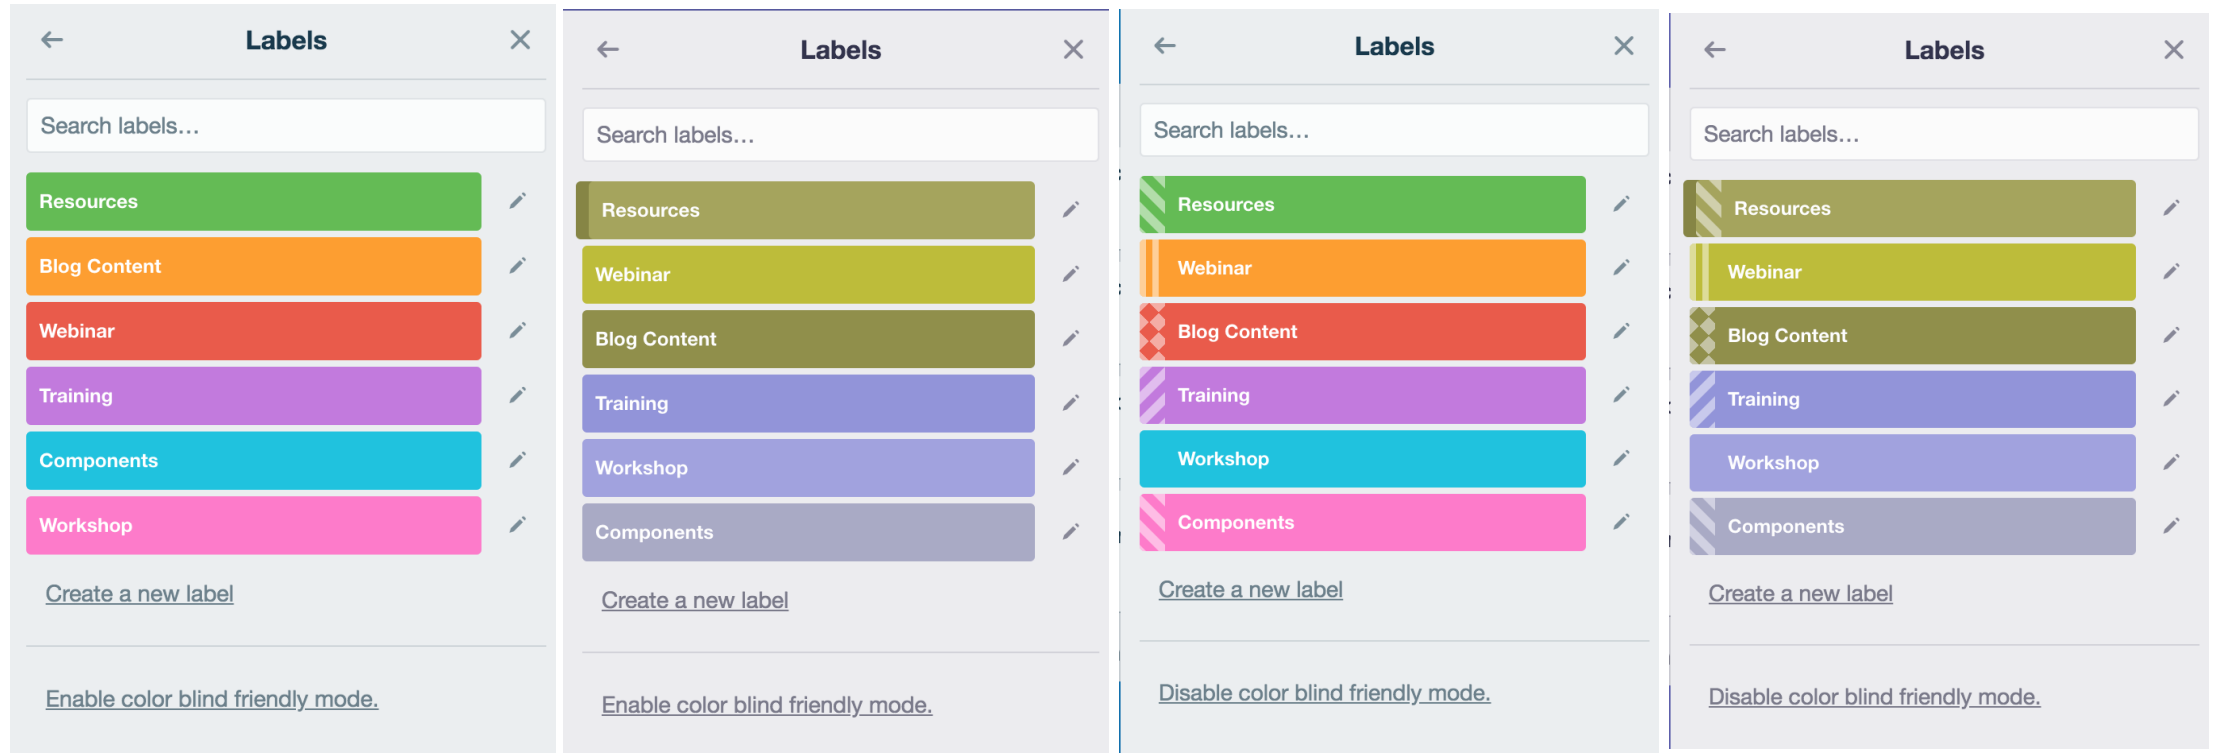 Labels
Search labels...
Resources
Blog Content
Webinar
Training
Components
Workshop
Create a new label
Enable color blind friendly mode.
Labels
Search labels...
Resources
Webinar
Blog Content
Training
Workshop
Components
Create a new label
Enable color blind friendly mode.
Labels
Search labels...
Resources
Webinar
Blog Content
Training
Workshop
Components
Create a new label
Disable color blind friendly mode.
Labels
Search labels...
Resources
Webinar
Blog Content
Training
Workshop
Components
Create a new label
Disable color blind friendly mode.